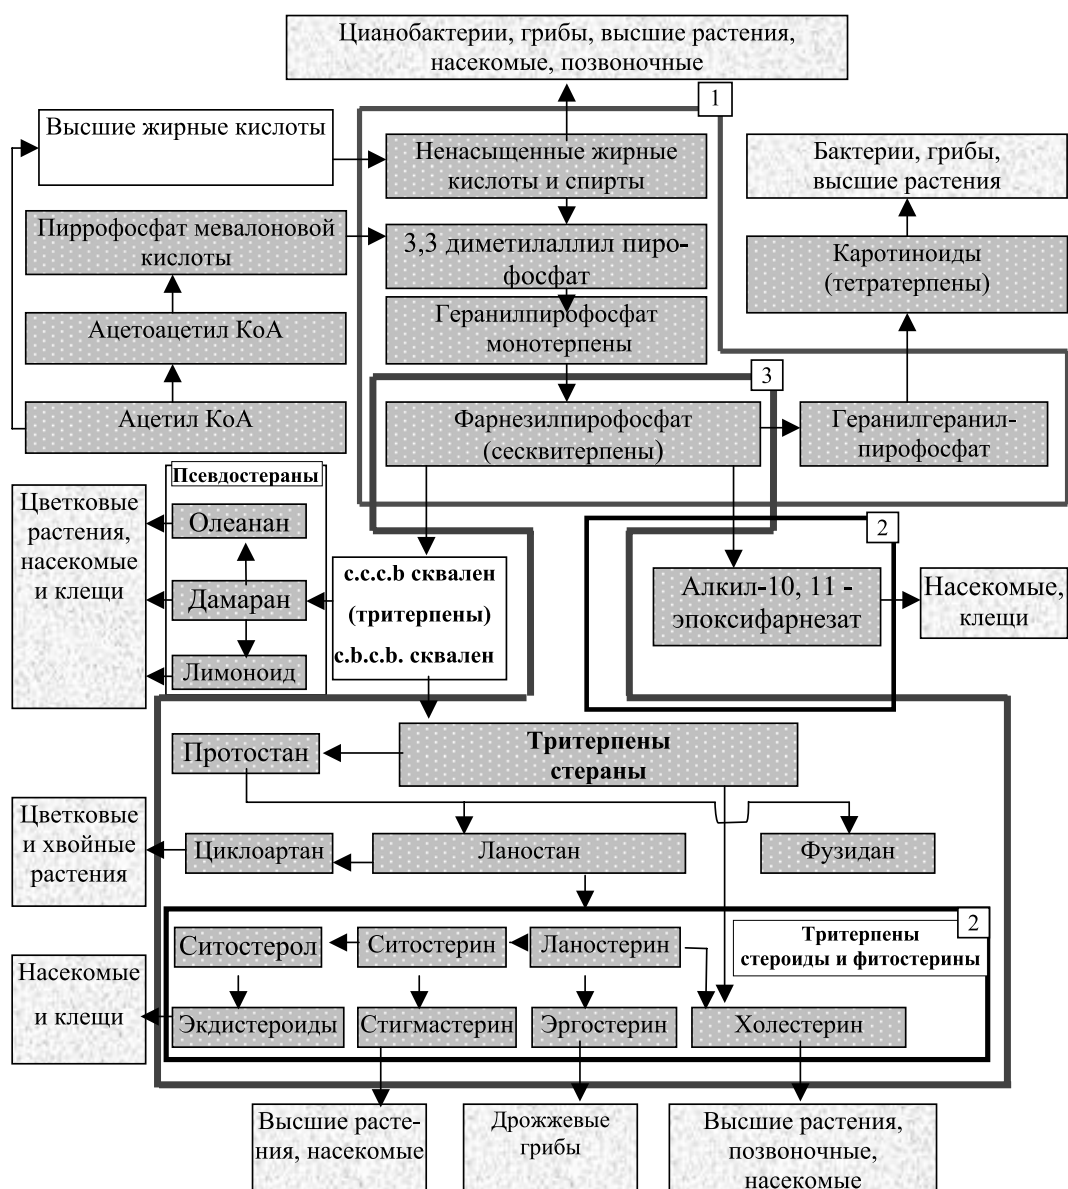 Цианобактерии, грибы, высшие растения,
насекомые, позвоночные
1
Высшие жирные кислоты
Ненасыщенные жирные
кислоты и спирты
Бактерии, грибы,
высшие растения
Пиррофосфат мевалоновой
кислоты
3,3 диметилаллил пиро-
фосфат
Каротиноиды
(тетратерпены)
Ацетоацетил КоА
Геранилпирофосфат
монотерпены
3
Ацетил КоА
Фарнезилпирофосфат
(сесквитерпены)
Геранилгеранил-
пирофосфат
Псевдостераны
Цветковые
растения,
насекомые
и клещи
Олеанан
Дамаран
Лимоноид
с.с.с.b сквален
(тритерпены)
с.b.с.b. сквален
2
Алкил-10, 11 -
эпоксифарнезат
Насекомые,
клещи
Тритерпены
стераны
Протостан
Цветковые
и хвойные
растения
Циклоартан
Ланостан
Фузидан
2
Тритерпены
стероиды и фитостерины
Ситостерол
Ситостерин
Ланостерин
Насекомые
и клещи
Экдистероиды
Стигмастерин
Эргостерин
Холестерин
Высшие расте-
ния, насекомые
Дрожжевые
грибы
Высшие растения,
позвоночные,
насекомые